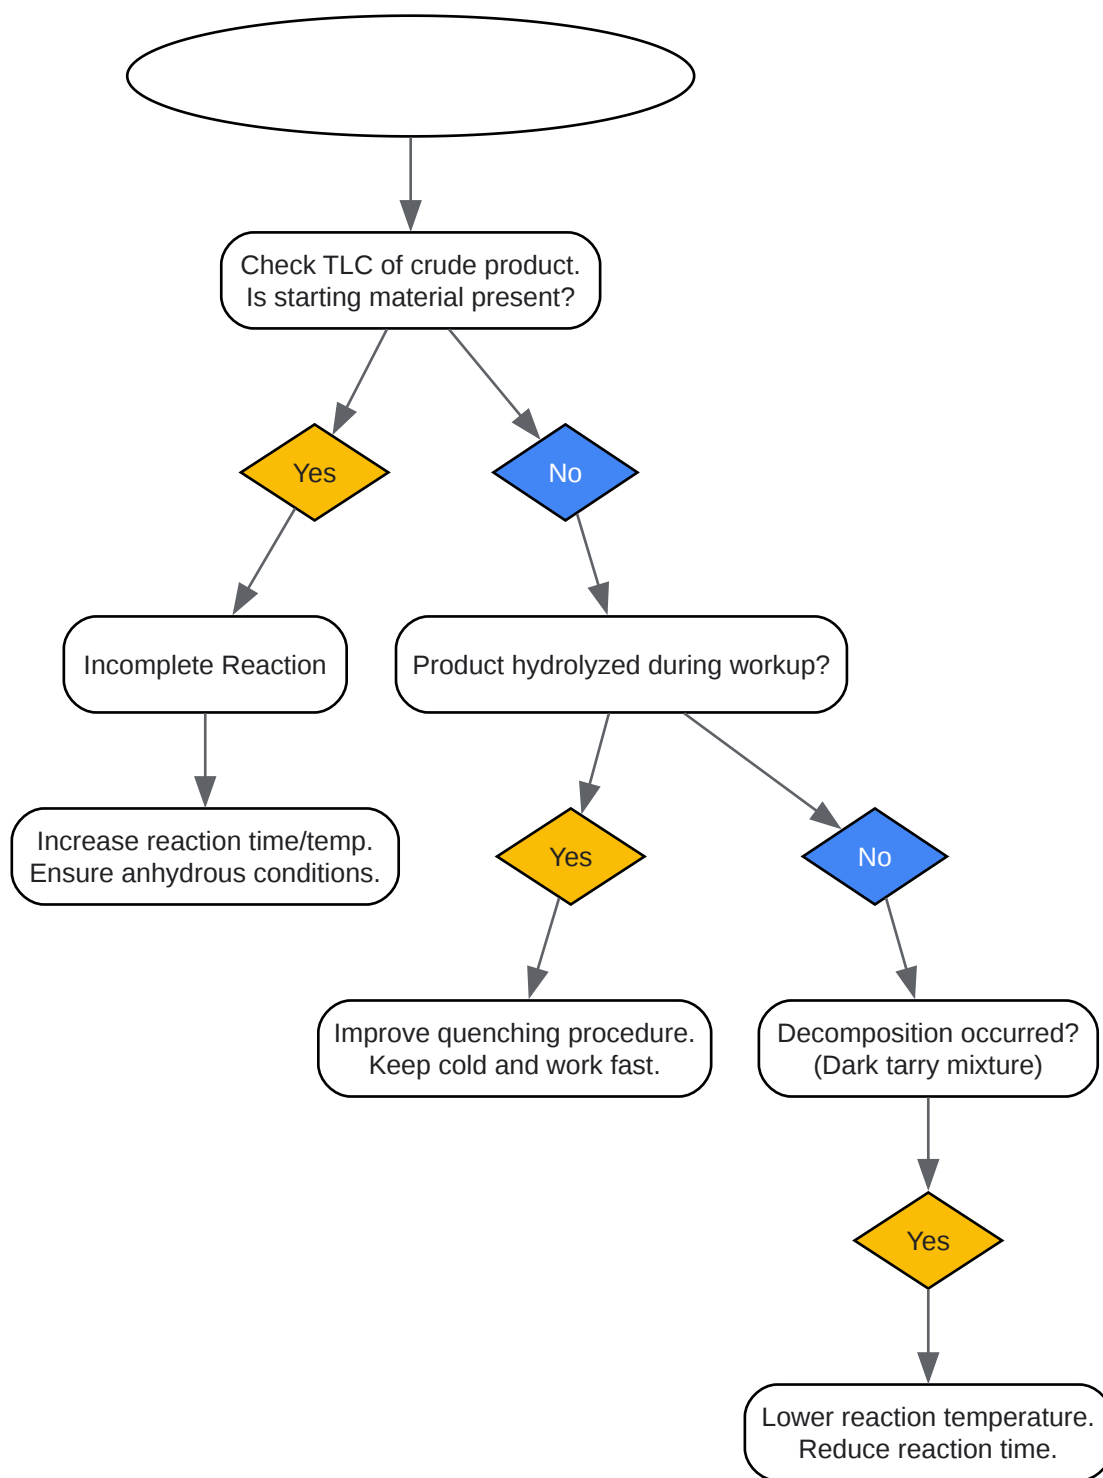 Check TLC of crude product.
Is starting material present?
Yes
No
Incomplete Reaction
Product hydrolyzed during workup?
Increase reaction time/temp.
Ensure anhydrous conditions.
Yes
No
Improve quenching procedure.
Keep cold and work fast.
Decomposition occurred?
(Dark tarry mixture)
Yes
Lower reaction temperature.
Reduce reaction time.